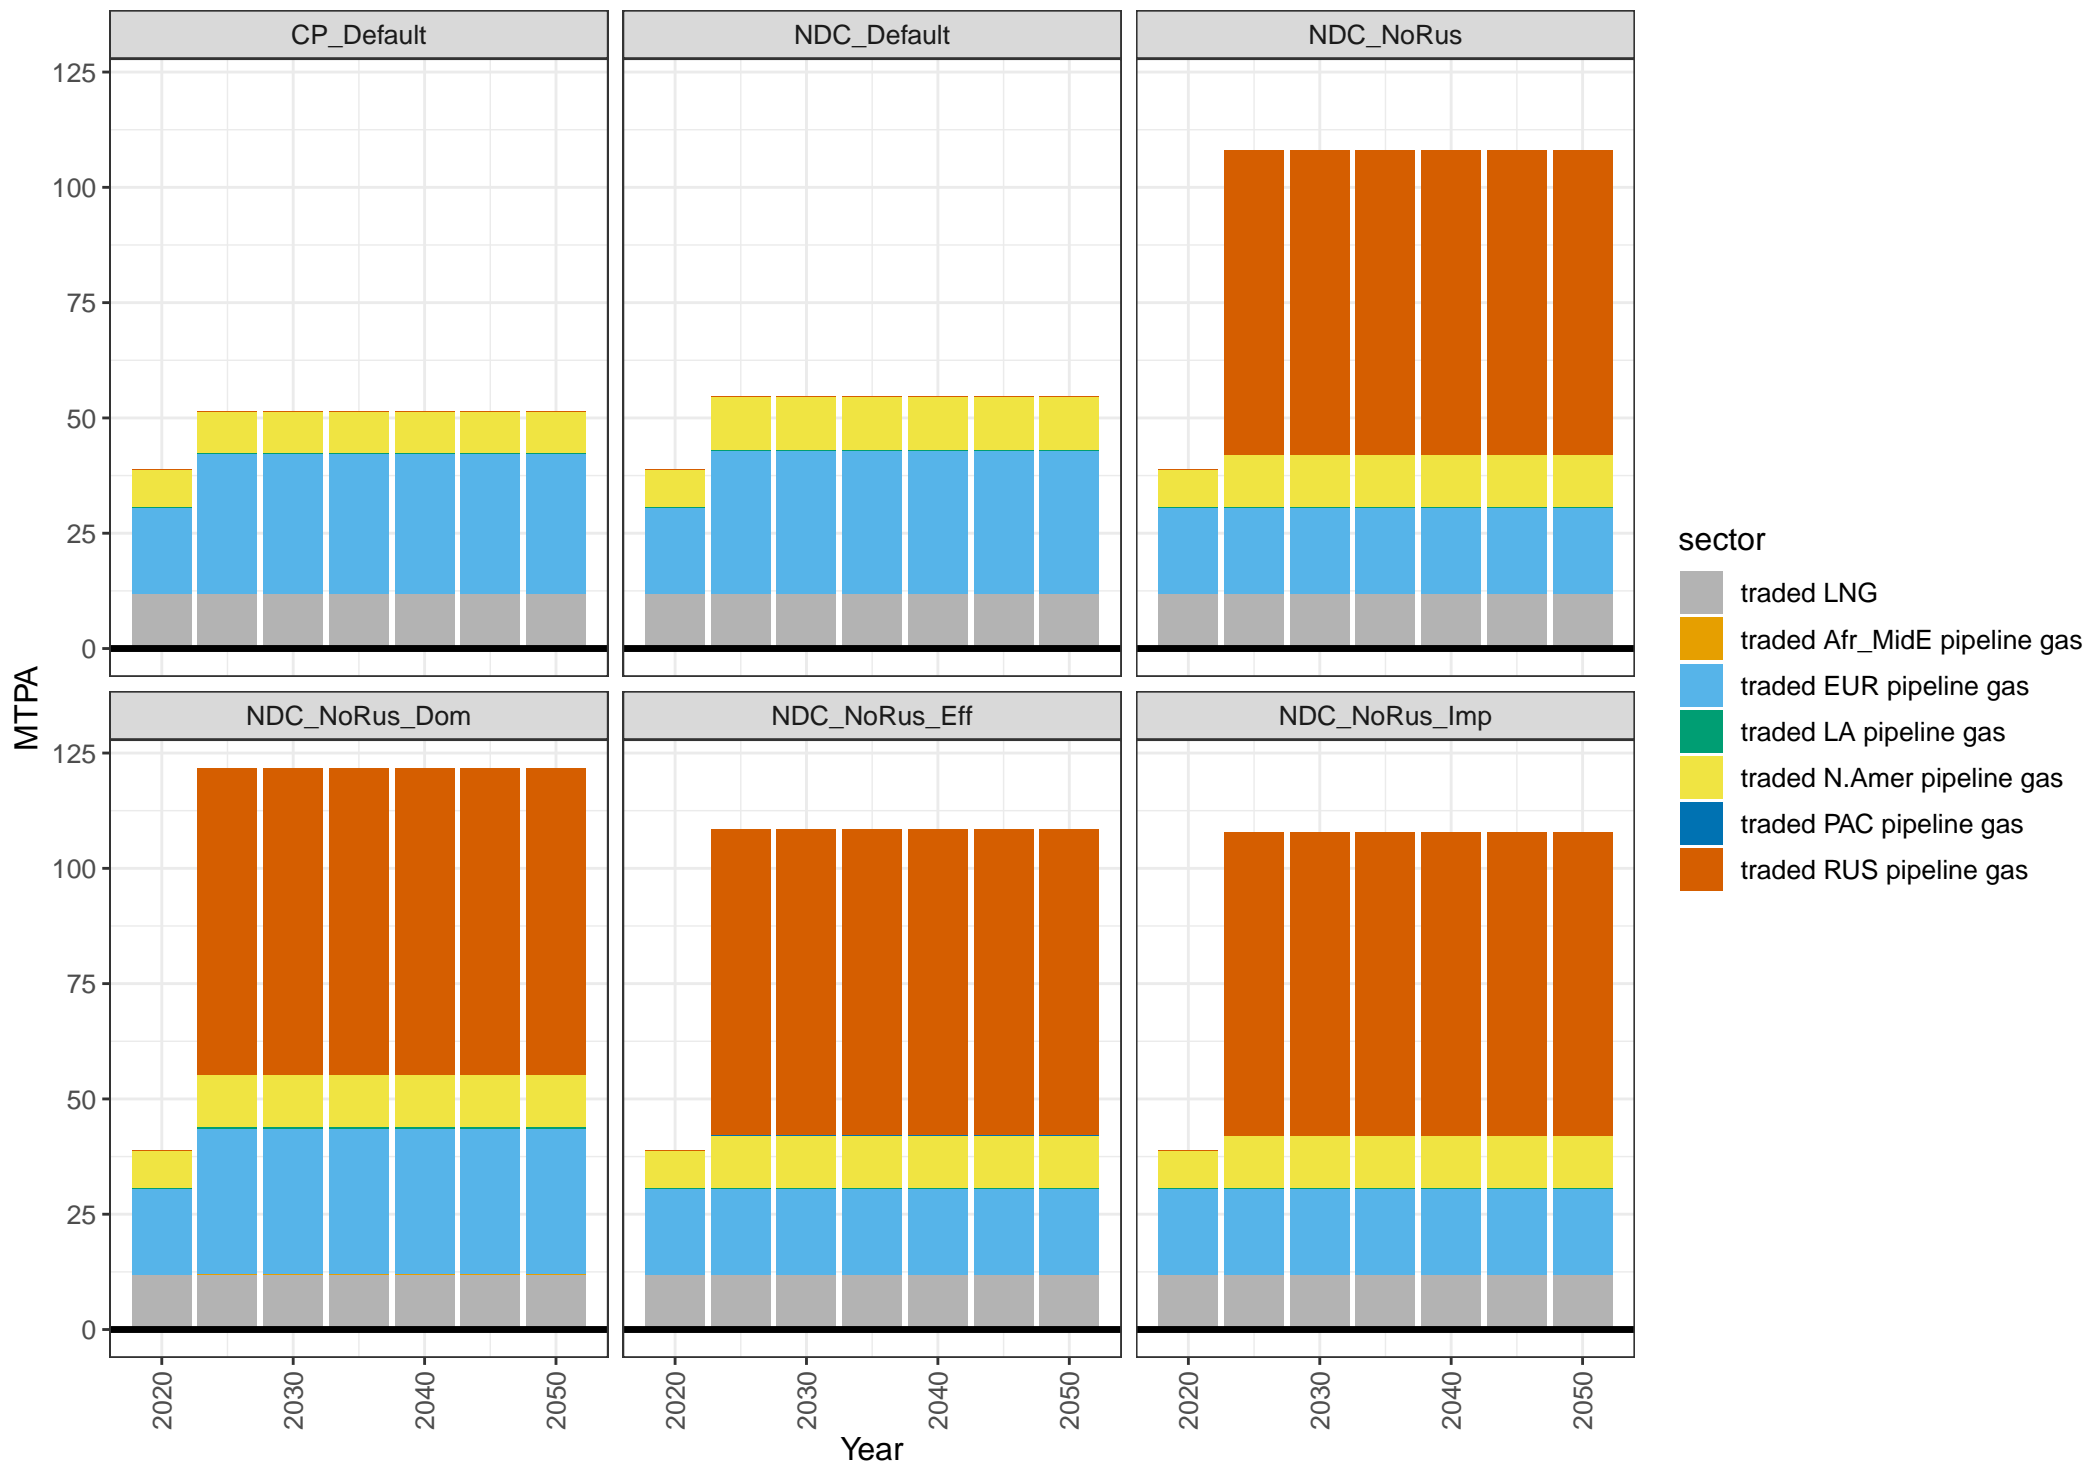 CP_Default
NDC_Default
NDC_NoRus
125
100
75
50
25
0
NDC_NoRus_Dom
NDC_NoRus_Eff
NDC_NoRus_Imp
125
100
75
50
25
0
MTPA
2020
2030
2040
2050
2020
2030
2040
2050
2020
2030
2040
2050
Year
sector
traded LNG
traded Afr_MidE pipeline gas
traded EUR pipeline gas
traded LA pipeline gas
traded N.Amer pipeline gas
traded PAC pipeline gas
traded RUS pipeline gas